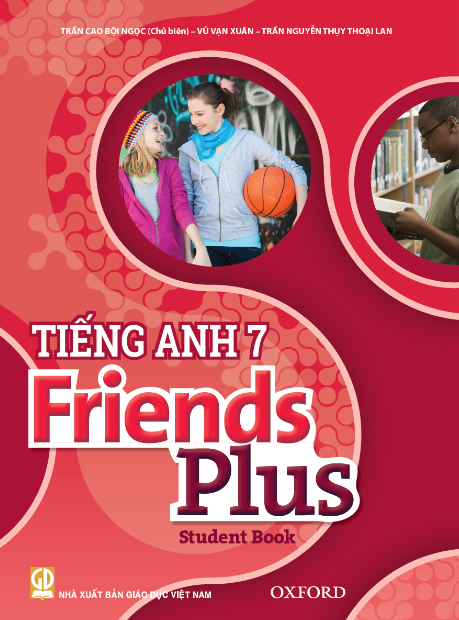 TRẦN CAO BỘI NGỌC (Chủ biên) – VŨ VẠN XUÂN – TRẦN NGUYỄN THỤY THOẠI LAN
TIẾNG ANH 7
Friends
Plus
Student Book
GD
NHÀ XUẤT BẢN GIÁO DỤC VIỆT NAM
OXFORD